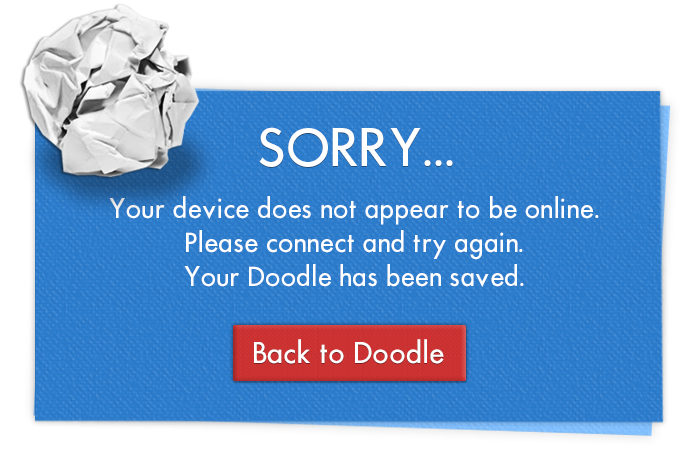 SORRY...
Your device does not appear to be online.
Please connect and try again.
Your Doodle has been saved.
Back to Doodle